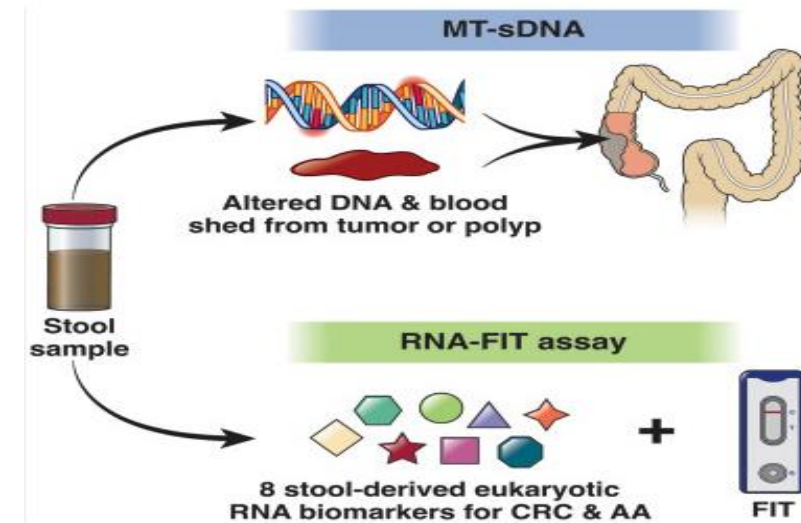 MT-sDNA
Altered DNA & blood
shed from tumor or polyp
Stool
sample
RNA-FIT assay
+
8 stool-derived eukaryotic
RNA biomarkers for CRC & AA
FIT